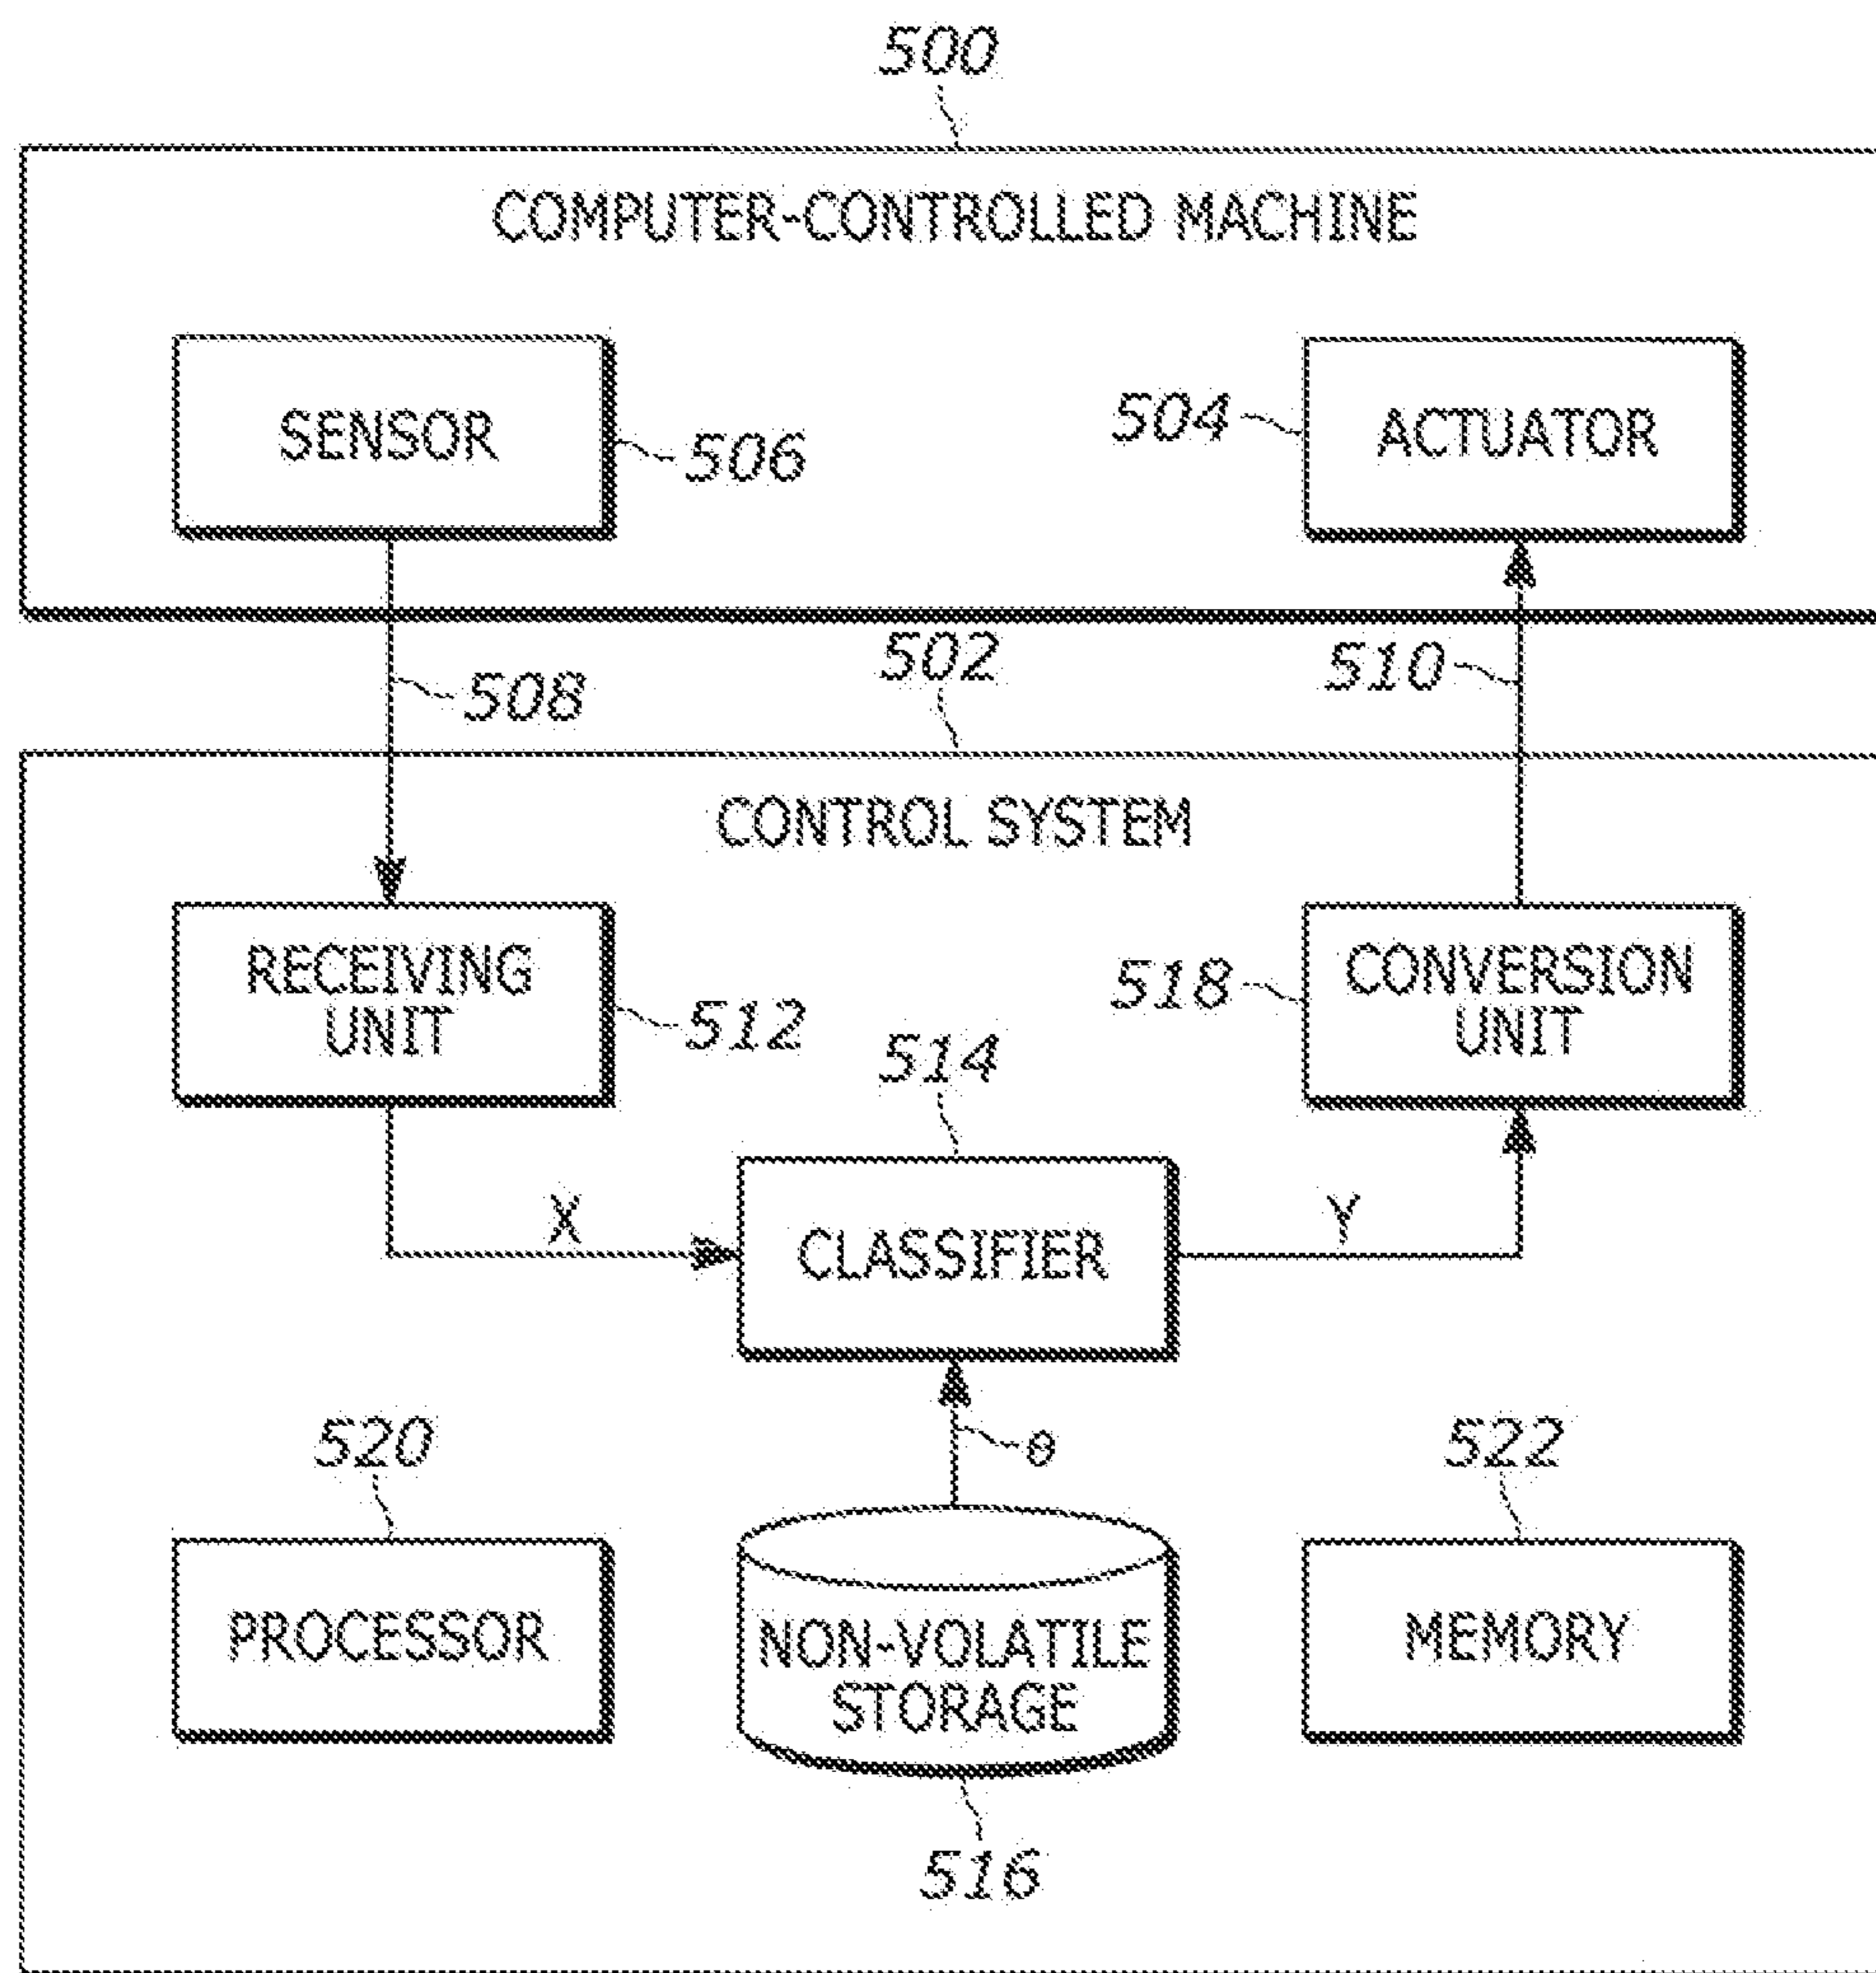 500
COMPUTER-CONTROLLED MACHINE
SENSOR
506
504
ACTUATOR
508
502
510
CONTROL SYSTEM
RECEIVING
UNIT
512
514
518
CONVERSION
UNIT
X
CLASSIFIER
Y
θ
520
PROCESSOR
NON-VOLATILE
STORAGE
516
522
MEMORY